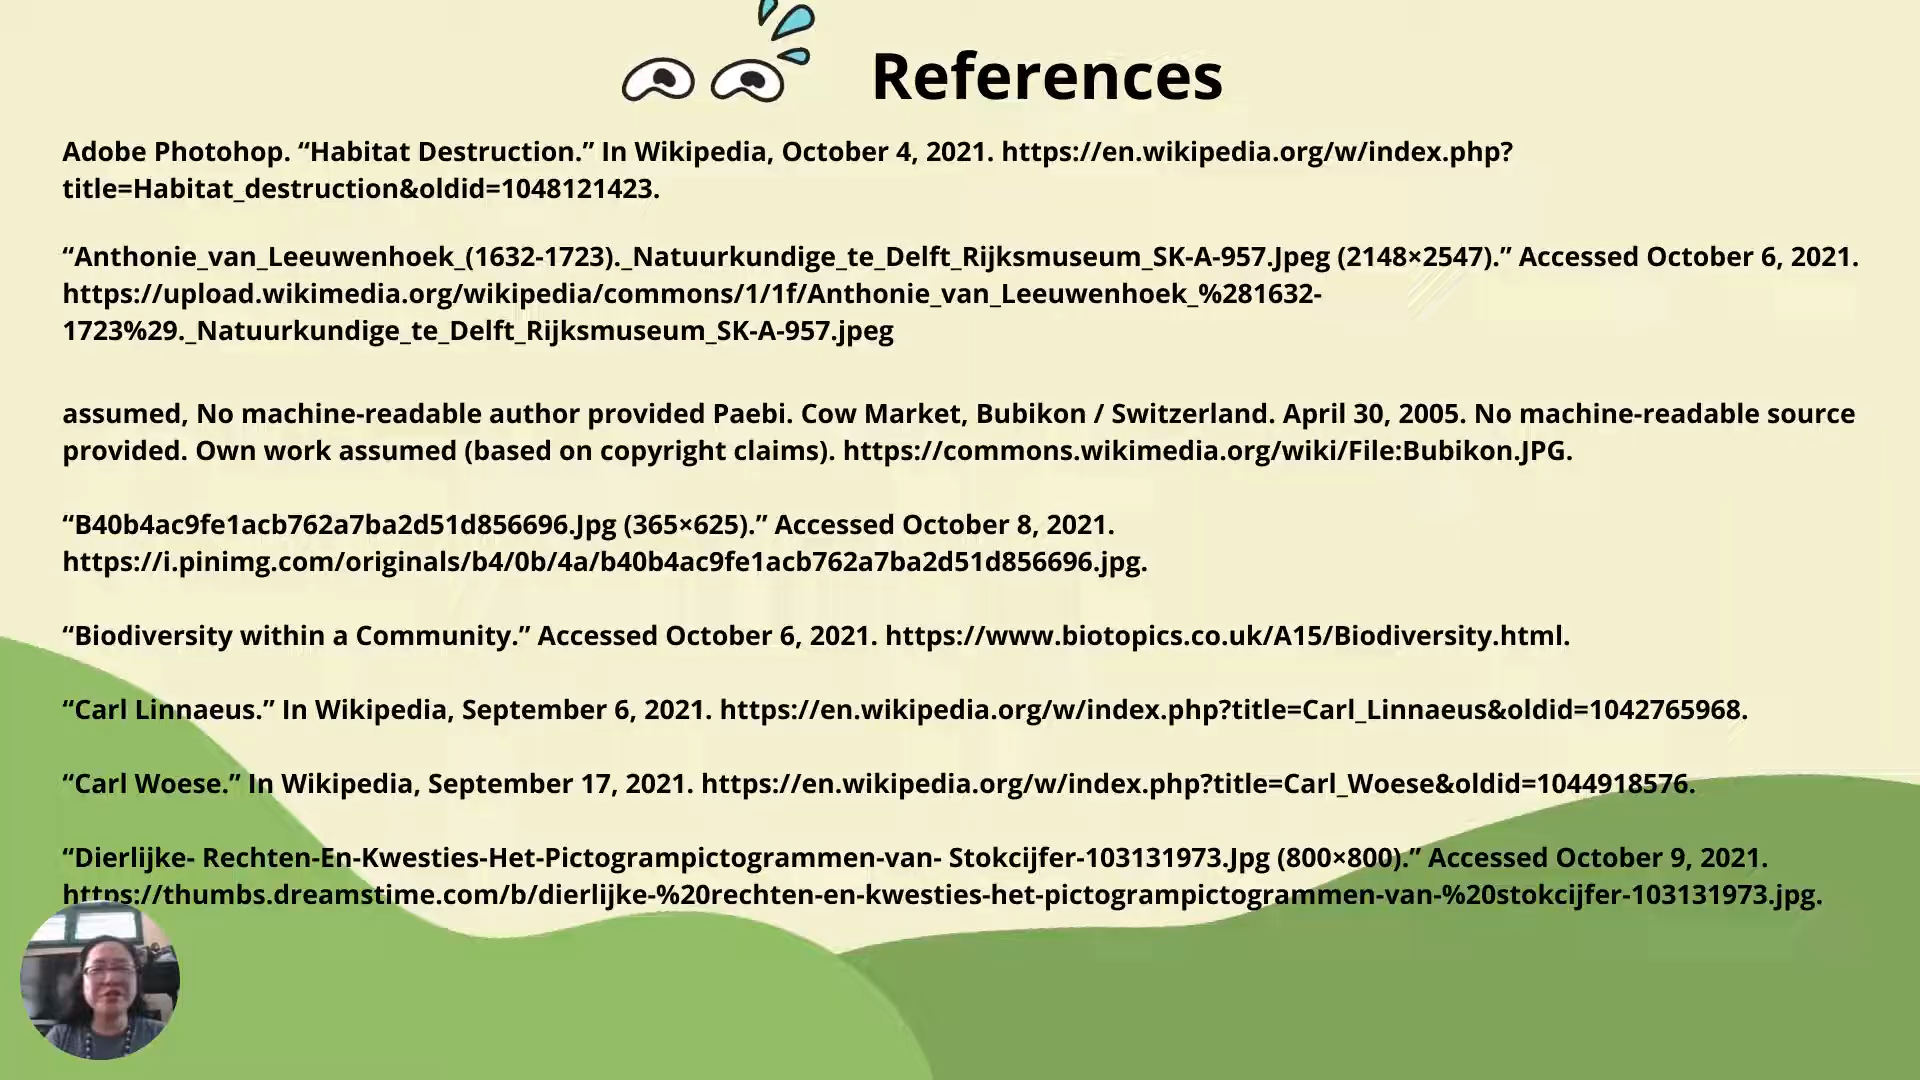 References
Adobe Photohop. “Habitat Destruction.” In Wikipedia, October 4, 2021. https://en.wikipedia.org/w/index.php?
title=Habitat_destruction&oldid=1048121423.
“Anthonie_van_Leeuwenhoek_(1632-1723)._Natuurkundige_te_Delft_Rijksmuseum_SK-A-957.Jpeg (2148×2547).” Accessed October 6, 2021.
https://upload.wikimedia.org/wikipedia/commons/1/1f/Anthonie_van_Leeuwenhoek_%281632-
1723%29._Natuurkundige_te_Delft_Rijksmuseum_SK-A-957.jpeg
assumed, No machine-readable author provided Paebi. Cow Market, Bubikon / Switzerland. April 30, 2005. No machine-readable source
provided. Own work assumed (based on copyright claims). https://commons.wikimedia.org/wiki/File:Bubikon.JPG.
“B40b4ac9fe1acb762a7ba2d51d856696.Jpg (365×625).” Accessed October 8, 2021.
https://i.pinimg.com/originals/b4/0b/4a/b40b4ac9fe1acb762a7ba2d51d856696.jpg.
“Biodiversity within a Community.” Accessed October 6, 2021. https://www.biotopics.co.uk/A15/Biodiversity.html.
“Carl Linnaeus.” In Wikipedia, September 6, 2021. https://en.wikipedia.org/w/index.php?title=Carl_Linnaeus&oldid=1042765968.
“Carl Woese.” In Wikipedia, September 17, 2021. https://en.wikipedia.org/w/index.php?title=Carl_Woese&oldid=1044918576.
“Dierlijke- Rechten-En-Kwesties-Het-Pictogrampictogrammen-van- Stokcijfer-103131973.Jpg (800×800).” Accessed October 9, 2021.
https://thumbs.dreamstime.com/b/dierlijke-%20rechten-en-kwesties-het-pictogrampictogrammen-van-%20stokcijfer-103131973.jpg.